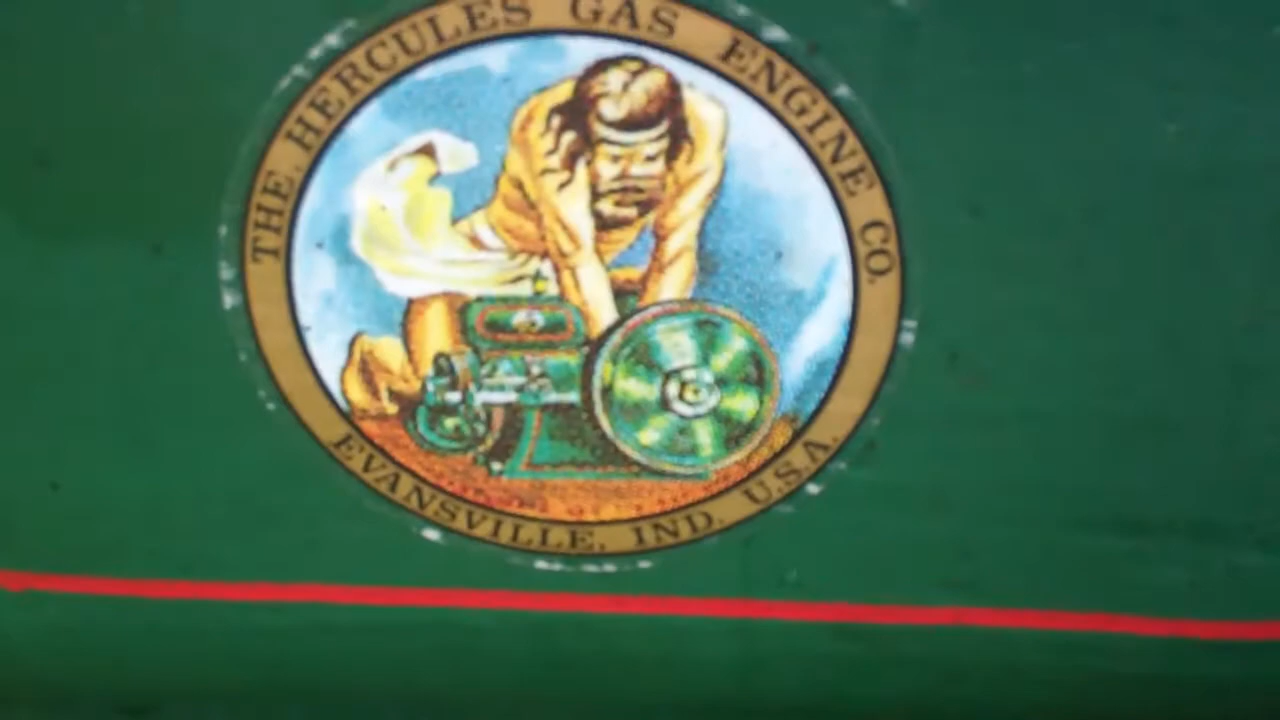 THE HERCULES GAS ENGINE CO.
EVANSVILLE, IND. U.S.A.